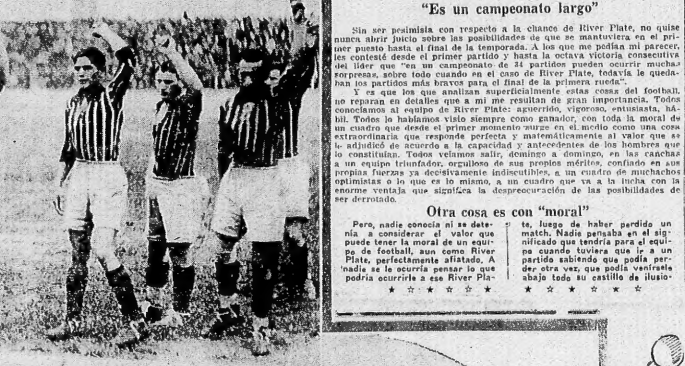 "Es un campeonato largo"
Sin ser pesimista con respecto a la chance de River Plate, no quise
nunca abrir juicio sobre las posibilidades de que se mantuviera en el pri-
mer puesto hasta el final de la temporada. A los que me pedían mi parecer,
les contesté desde el primer partido y hasta la octava victoria consecutiva
del líder que "en un campeonato de 34 partidos pueden ocurrir muchas
sorpresas, sobre todo cuando en el caso de River Plate, todavía le queda-
ban los partidos más bravos para el final de la primera rueda".
Y es que los que analizan superficialmente estas cosas del football,
no reparan en detalles que a mí me resultan de gran importancia. Todos
conocíamos al equipo de River Plate: aguerrido, vigoroso, entusiasta, há-
bil. Todos lo habíamos visto siempre como ganador, con toda la moral de
un cuadro que desde el primer momento surge en el medio como una cosa
extraordinaria que responde perfecta y matemáticamente al valor que se
le adjudicó de acuerdo a la capacidad y antecedentes de los hombres que
lo constituían. Todos veíamos salir, domingo a domingo, en las canchas
a un equipo triunfador, orgulloso de sus propios méritos, confiado en sus
propias fuerzas ya decisivamente indiscutibles, a un cuadro de muchachos
optimistas o lo que es lo mismo, a un cuadro que va a la lucha con la
enorme ventaja que significa la despreocupación de las posibilidades de
ser derrotado.
Otra cosa es con "moral"
Pero, nadie conocía ni se dete-
nía a considerar el valor que
puede tener la moral de un equi-
po de football, aun como River
Plate, perfectamente afiatado. A
nadie se le ocurría pensar lo que
podría ocurrirle a ese River Pla-
te, luego de haber perdido un
match. Nadie pensaba en el sig-
nificado que tendría para el equi-
po cuando tuviera que ir a un
partido sabiendo que podía per-
der otra vez, que podía venírsele
abajo todo su castillo de ilusio-